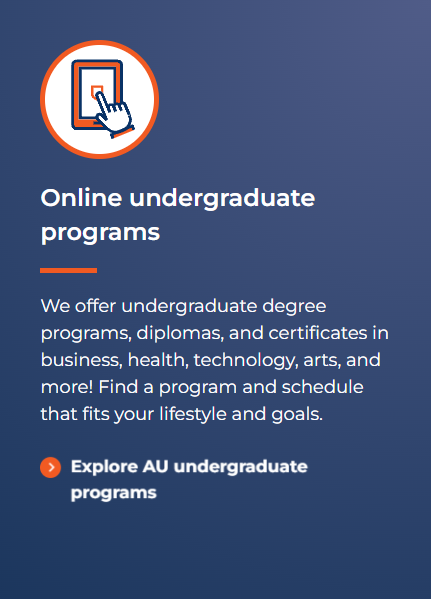 Online undergraduate
programs
We offer undergraduate degree
programs, diplomas, and certificates in
business, health, technology, arts, and
more! Find a program and schedule
that fits your lifestyle and goals.
Explore AU undergraduate
programs